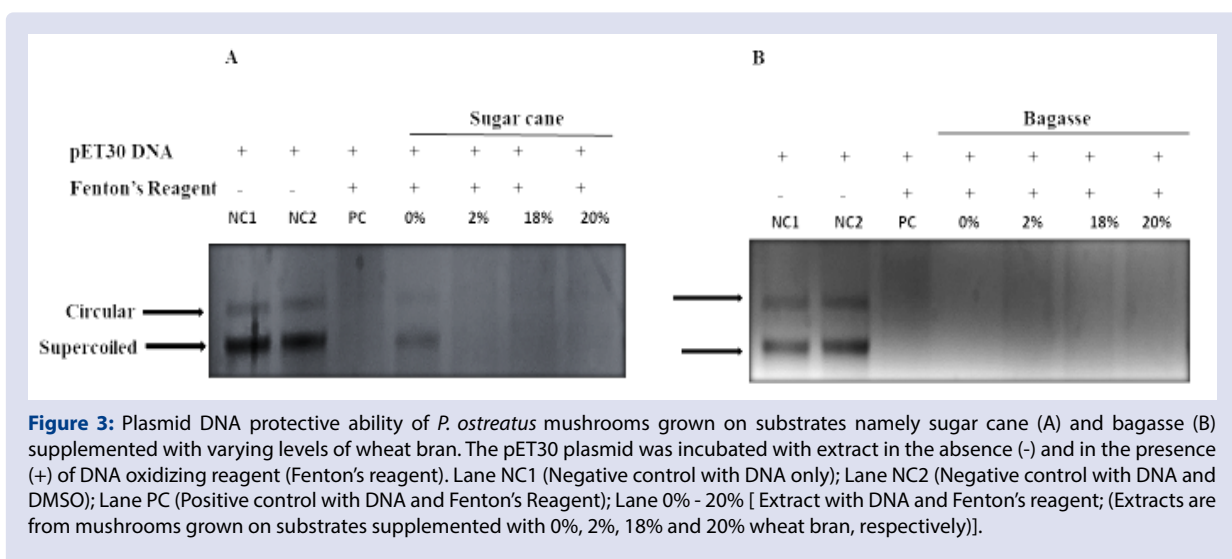 A
B
Sugar cane
Bagasse
pET30 DNA + + + + + + +
+ + + + + + +
Fenton's Reagent - - + + + + +
- - + + + + +
NC1 NC2 PC 0% 2% 18% 20%
NC1 NC2 PC 0% 2% 18% 20%
Circular
Supercoiled
Figure 3: Plasmid DNA protective ability of P. ostreatus mushrooms grown on substrates namely sugar cane (A) and bagasse (B)
supplemented with varying levels of wheat bran. The pET30 plasmid was incubated with extract in the absence (-) and in the presence
(+) of DNA oxidizing reagent (Fenton's reagent). Lane NC1 (Negative control with DNA only); Lane NC2 (Negative control with DNA and
DMSO); Lane PC (Positive control with DNA and Fenton's Reagent); Lane 0% - 20% [ Extract with DNA and Fenton's reagent; (Extracts are
from mushrooms grown on substrates supplemented with 0%, 2%, 18% and 20% wheat bran, respectively)].